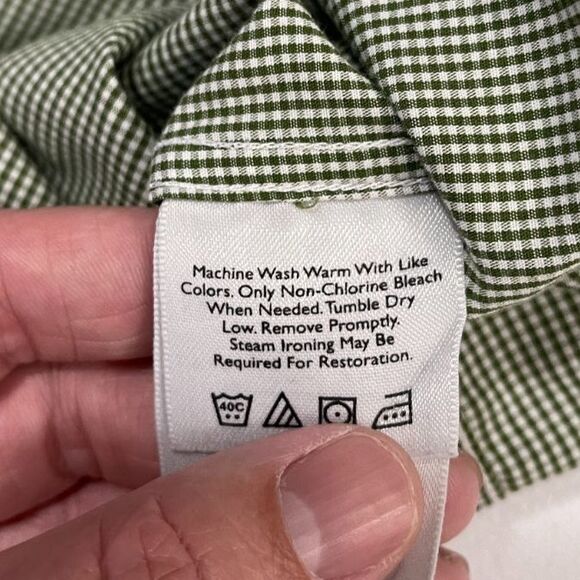 Machine Wash Warm With Like
Colors. Only Non-Chlorine Bleach
When Needed. Tumble Dry
Low. Remove Promptly.
Steam Ironing May Be
Required For Restoration.
40C